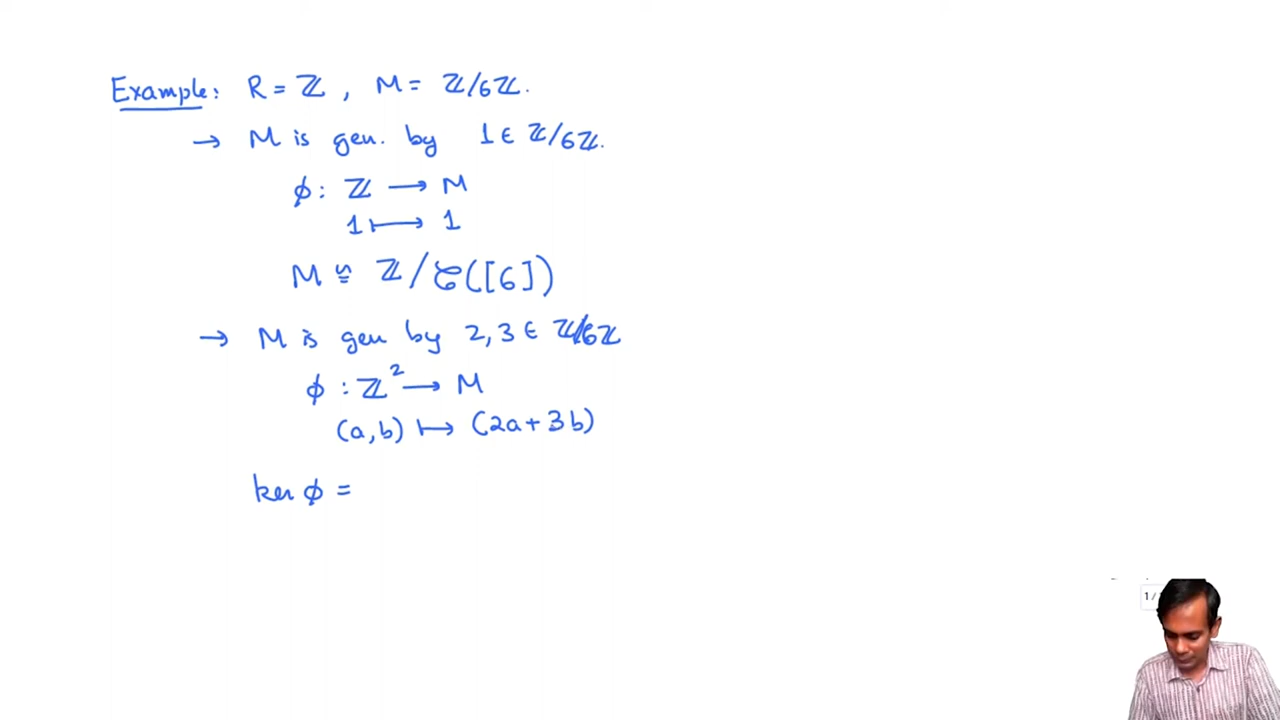 Example: R = ℤ, M = ℤ/6ℤ.
→ M is gen. by 1 ∈ ℤ/6ℤ.
ϕ: ℤ ⟶ M
1 ⟼ 1
M ≅ ℤ/𝒞([6])
→ M is gen by 2, 3 ∈ ℤ/6ℤ
ϕ : ℤ² ⟶ M
(a, b) ⟼ (2a + 3b)
ker ϕ =
1 /